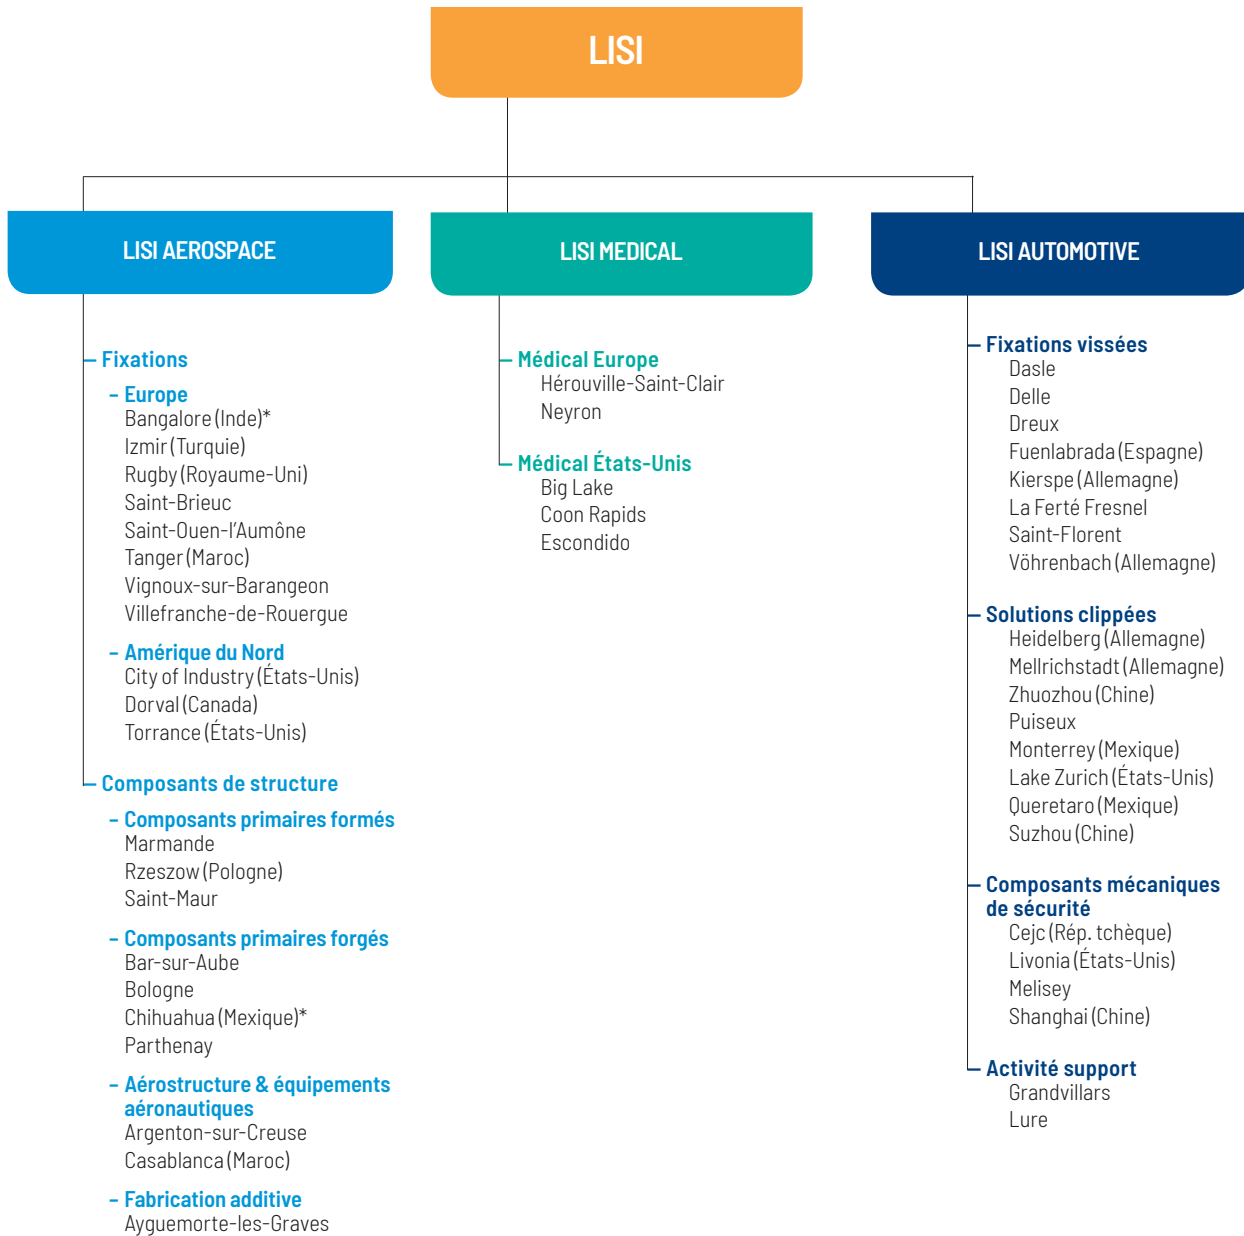 LISI
LISI AEROSPACE
– Fixations
– Europe
Bangalore (Inde)*
Izmir (Turquie)
Rugby (Royaume-Uni)
Saint-Brieuc
Saint-Ouen-l'Aumône
Tanger (Maroc)
Vignoux-sur-Barangeon
Villefranche-de-Rouergue
– Amérique du Nord
City of Industry (États-Unis)
Dorval (Canada)
Torrance (États-Unis)
– Composants de structure
– Composants primaires formés
Marmande
Rzeszow (Pologne)
Saint-Maur
– Composants primaires forgés
Bar-sur-Aube
Bologne
Chihuahua (Mexique)*
Parthenay
– Aérostructure & équipements
aéronautiques
Argenton-sur-Creuse
Casablanca (Maroc)
– Fabrication additive
Ayguemorte-les-Graves
LISI MEDICAL
– Médical Europe
Hérouville-Saint-Clair
Neyron
– Médical États-Unis
Big Lake
Coon Rapids
Escondido
LISI AUTOMOTIVE
– Fixations vissées
Dasle
Delle
Dreux
Fuenlabrada (Espagne)
Kierspe (Allemagne)
La Ferté Fresnel
Saint-Florent
Vöhrenbach (Allemagne)
– Solutions clippées
Heidelberg (Allemagne)
Mellrichstadt (Allemagne)
Zhuozhou (Chine)
Puiseux
Monterrey (Mexique)
Lake Zurich (États-Unis)
Queretaro (Mexique)
Suzhou (Chine)
– Composants mécaniques
de sécurité
Cejc (Rép. tchèque)
Livonia (États-Unis)
Melisey
Shanghai (Chine)
– Activité support
Grandvillars
Lure